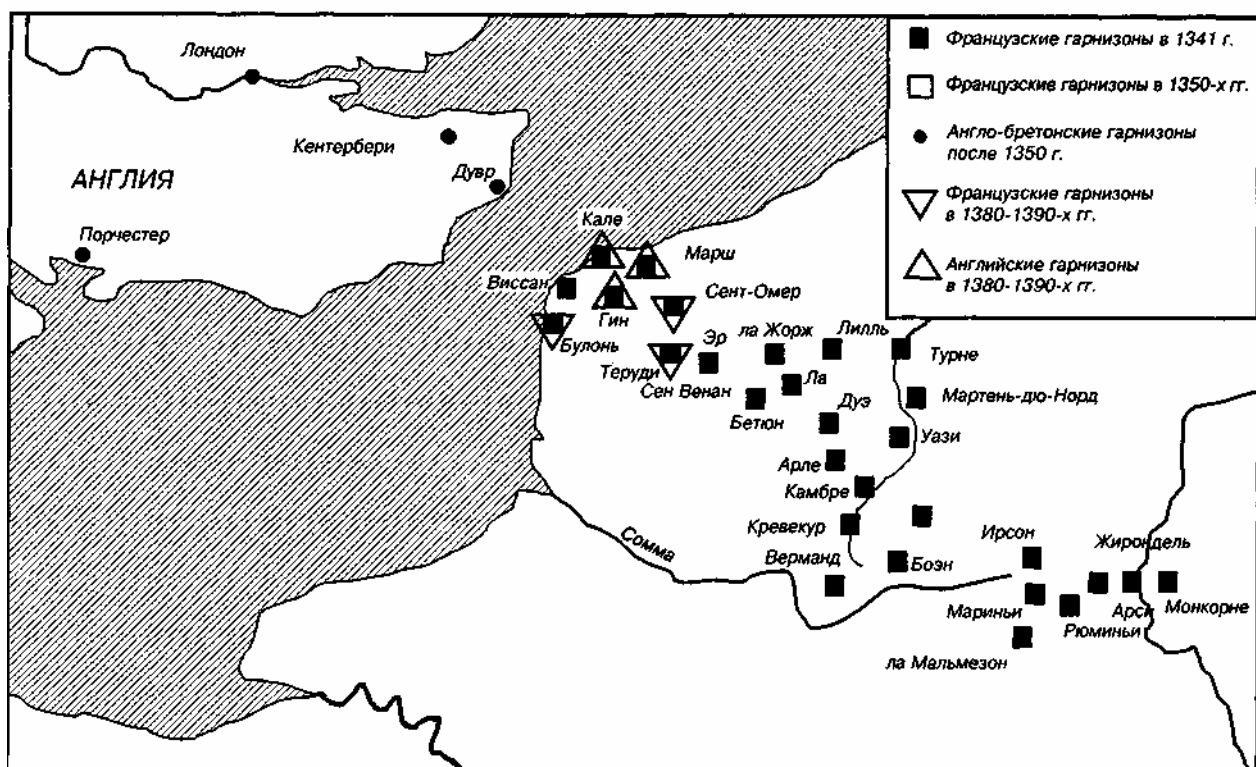 Лондон
Кентербери
Дувр
АНГЛИЯ
Порчестер
Французские гарнизоны в 1341 г.
Французские гарнизоны в 1350-х гг.
Англо-бретонские гарнизоны
после 1350 г.
Французские гарнизоны
в 1380-1390-х гг.
Английские гарнизоны
в 1380-1390-х гг.
Кале
Марш
Виссан
Гин
Сент-Омер
Булонь
Эр
ла Жорж
Лилль
Турне
Теруди
Сен Венан
Ла
Мартень-дю-Норд
Бетюн
Дуэ
Уази
Арле
Камбре
Кревекур
Сомма
Верманд
Боэн
Ирсон
Жирондель
Мариньи
Рюминьи
Арси
Монкорне
ла Мальмезон